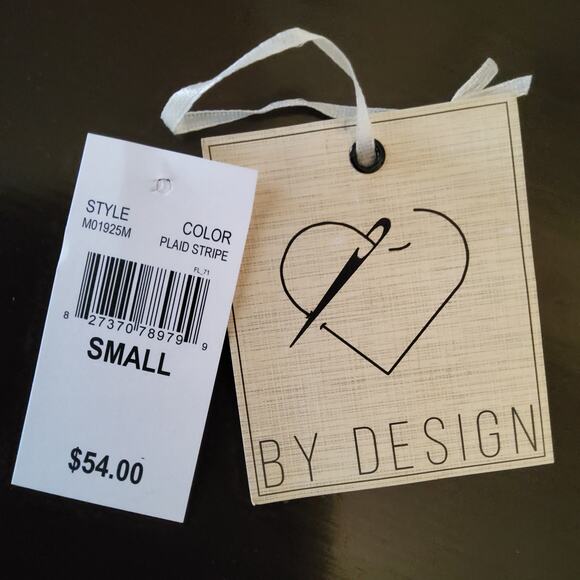 STYLE
M01925M
COLOR
PLAID STRIPE
FL_71
8 27370 78979 9
SMALL
$54.00
BY DESIGN